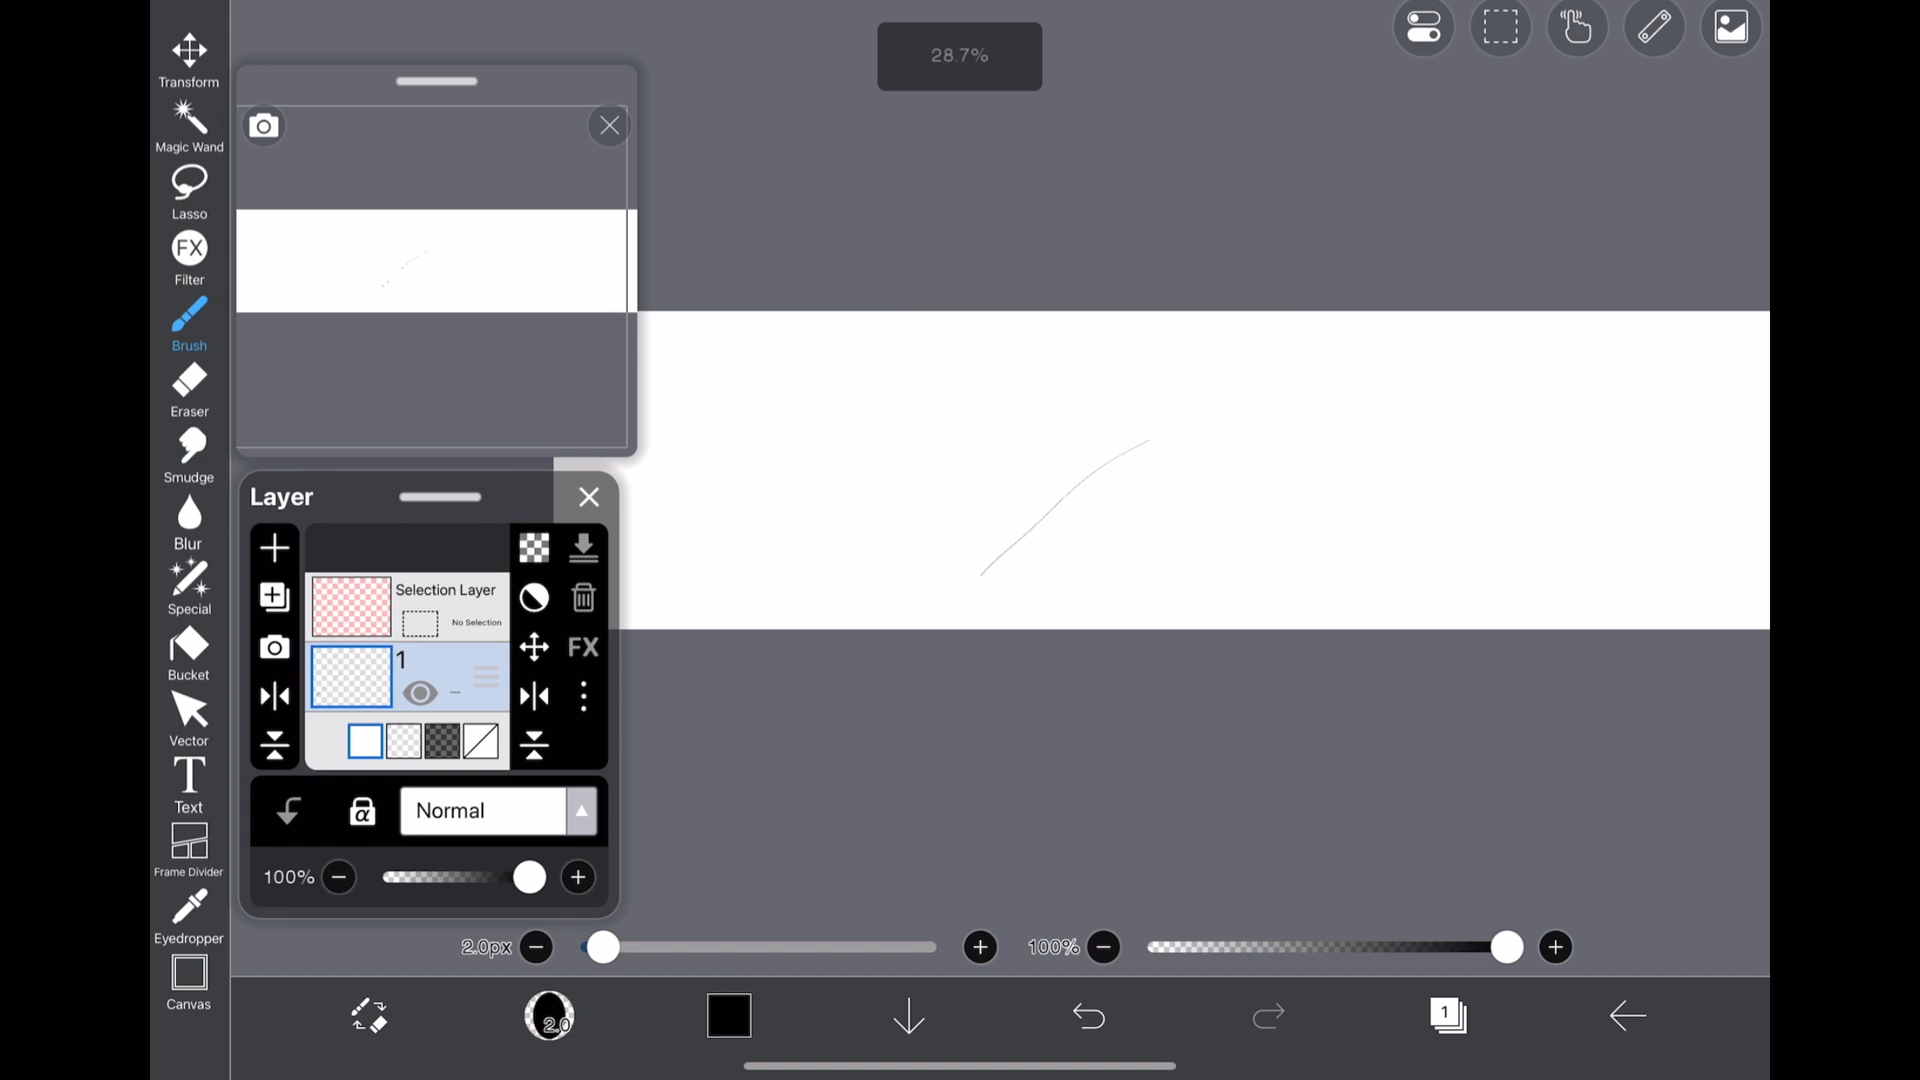 28.7%
Transform
Magic Wand
Lasso
FX
Filter
Brush
Eraser
Smudge
Blur
Special
Bucket
Vector
T
Text
Frame Divider
Eyedropper
Canvas
Layer
Selection Layer
No Selection
1
FX
α
Normal
100%
2.0px
100%
2.0
1